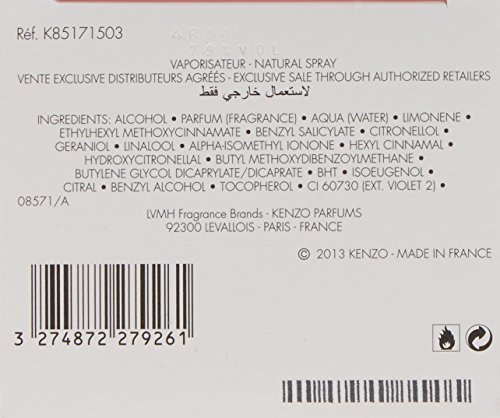 Réf. K85171503
79%VOL
VAPORISATEUR - NATURAL SPRAY
VENTE EXCLUSIVE DISTRIBUTEURS AGRÉÉS - EXCLUSIVE SALE THROUGH AUTHORIZED RETAILERS
لاستعمال خارجي فقط
INGREDIENTS: ALCOHOL • PARFUM (FRAGRANCE) • AQUA (WATER) • LIMONENE •
ETHYLHEXYL METHOXYCINNAMATE • BENZYL SALICYLATE • CITRONELLOL •
GERANIOL • LINALOOL • ALPHA-ISOMETHYL IONONE • HEXYL CINNAMAL •
HYDROXYCITRONELLAL • BUTYL METHOXYDIBENZOYLMETHANE •
BUTYLENE GLYCOL DICAPRYLATE/DICAPRATE • BHT • ISOEUGENOL •
CITRAL • BENZYL ALCOHOL • TOCOPHEROL • CI 60730 (EXT. VIOLET 2) •
08571/A
LVMH Fragrance Brands - KENZO PARFUMS
92300 LEVALLOIS - PARIS - FRANCE
© 2013 KENZO - MADE IN FRANCE
3 274872 279261